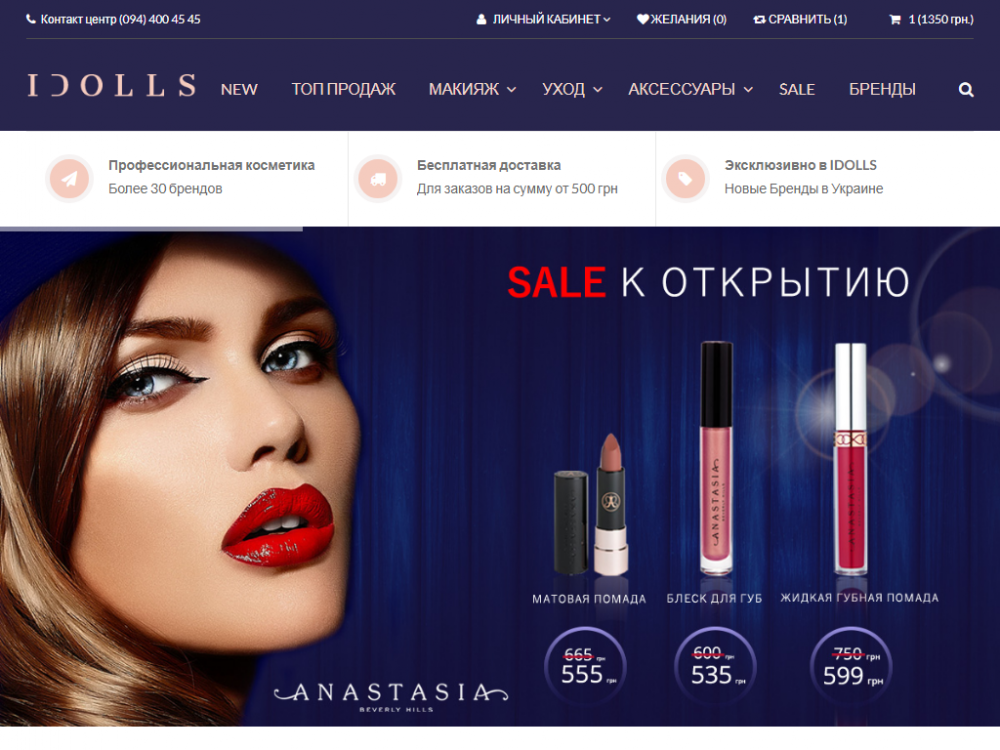 Контакт центр (094) 400 45 45
ЛИЧНЫЙ КАБИНЕТ
ЖЕЛАНИЯ (0)
СРАВНИТЬ (1)
1 (1350 грн.)
IDOLLS
NEW
ТОП ПРОДАЖ
МАКИЯЖ
УХОД
АКСЕССУАРЫ
SALE
БРЕНДЫ
Профессиональная косметика
Более 30 брендов
Бесплатная доставка
Для заказов на сумму от 500 грн
Эксклюзивно в IDOLLS
Новые Бренды в Украине
SALE К ОТКРЫТИЮ
ANASTASIA
ANASTASIA
МАТОВАЯ ПОМАДА
БЛЕСК ДЛЯ ГУБ
ЖИДКАЯ ГУБНАЯ ПОМАДА
665 грн
555 грн
600 грн
535 грн
750 грн
599 грн
ANASTASIA
BEVERLY HILLS